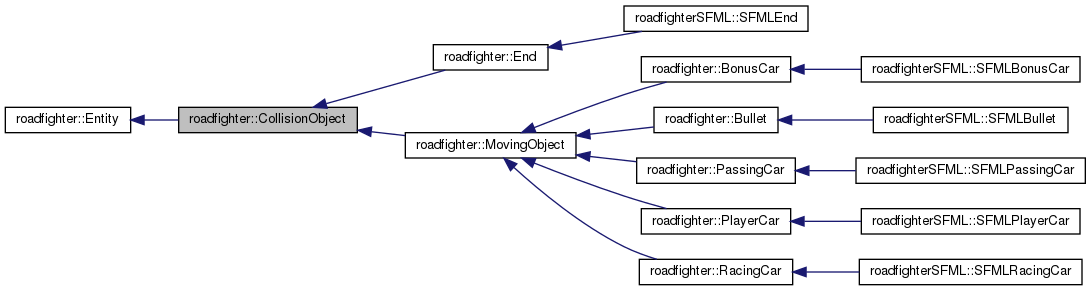 roadfighterSFML::SFMLEnd
roadfighter::End
roadfighter::BonusCar
roadfighterSFML::SFMLBonusCar
roadfighter::Entity
roadfighter::CollisionObject
roadfighter::Bullet
roadfighterSFML::SFMLBullet
roadfighter::MovingObject
roadfighter::PassingCar
roadfighterSFML::SFMLPassingCar
roadfighter::PlayerCar
roadfighterSFML::SFMLPlayerCar
roadfighter::RacingCar
roadfighterSFML::SFMLRacingCar